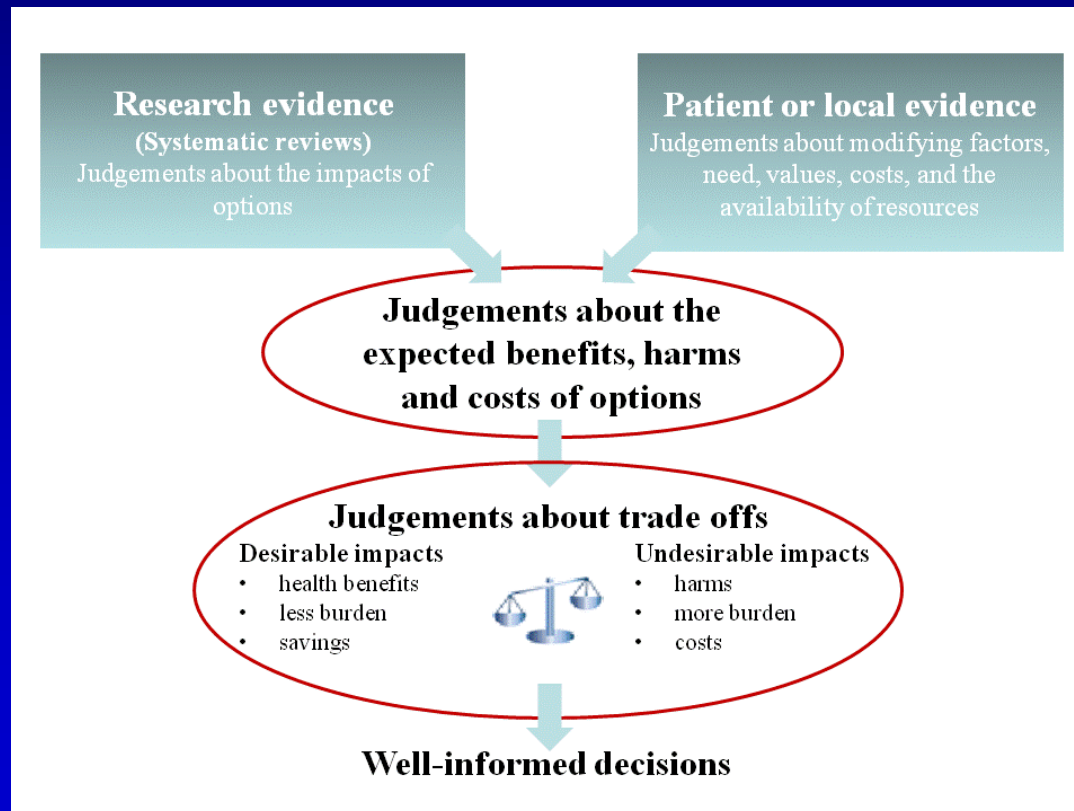 Research evidence
(Systematic reviews)
Judgements about the impacts of
options
Patient or local evidence
Judgements about modifying factors,
need, values, costs, and the
availability of resources
Judgements about the
expected benefits, harms
and costs of options
Judgements about trade offs
Desirable impacts
• health benefits
• less burden
• savings
Undesirable impacts
• harms
• more burden
• costs
Well-informed decisions